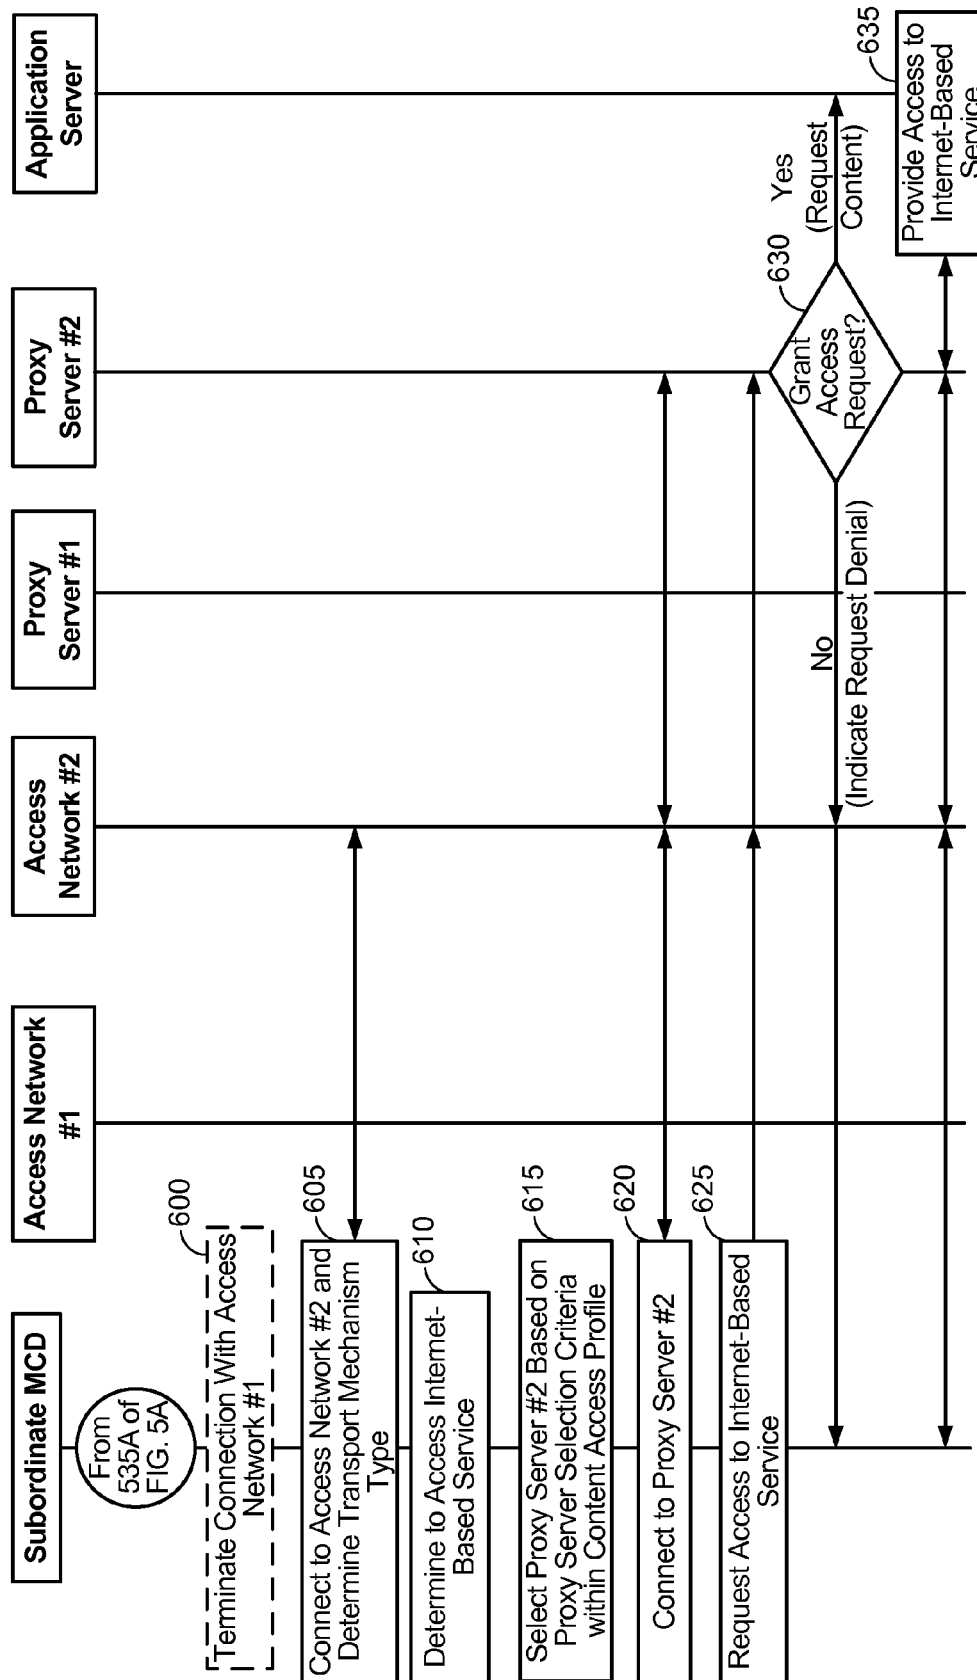 Subordinate MCD
Access Network
#1
Access
Network #2
Proxy
Server #1
Proxy
Server #2
Application
Server
From
535A of
FIG. 5A
600
Terminate Connection With Access
Network #1
605
Connect to Access Network #2 and
Determine Transport Mechanism
Type
610
Determine to Access Internet-
Based Service
615
Select Proxy Server #2 Based on
Proxy Server Selection Criteria
within Content Access Profile
620
Connect to Proxy Server #2
625
Request Access to Internet-Based
Service
630
Grant
Access
Request?
No
(Indicate Request Denial)
Yes
(Request
Content)
635
Provide Access to
Internet-Based
Service